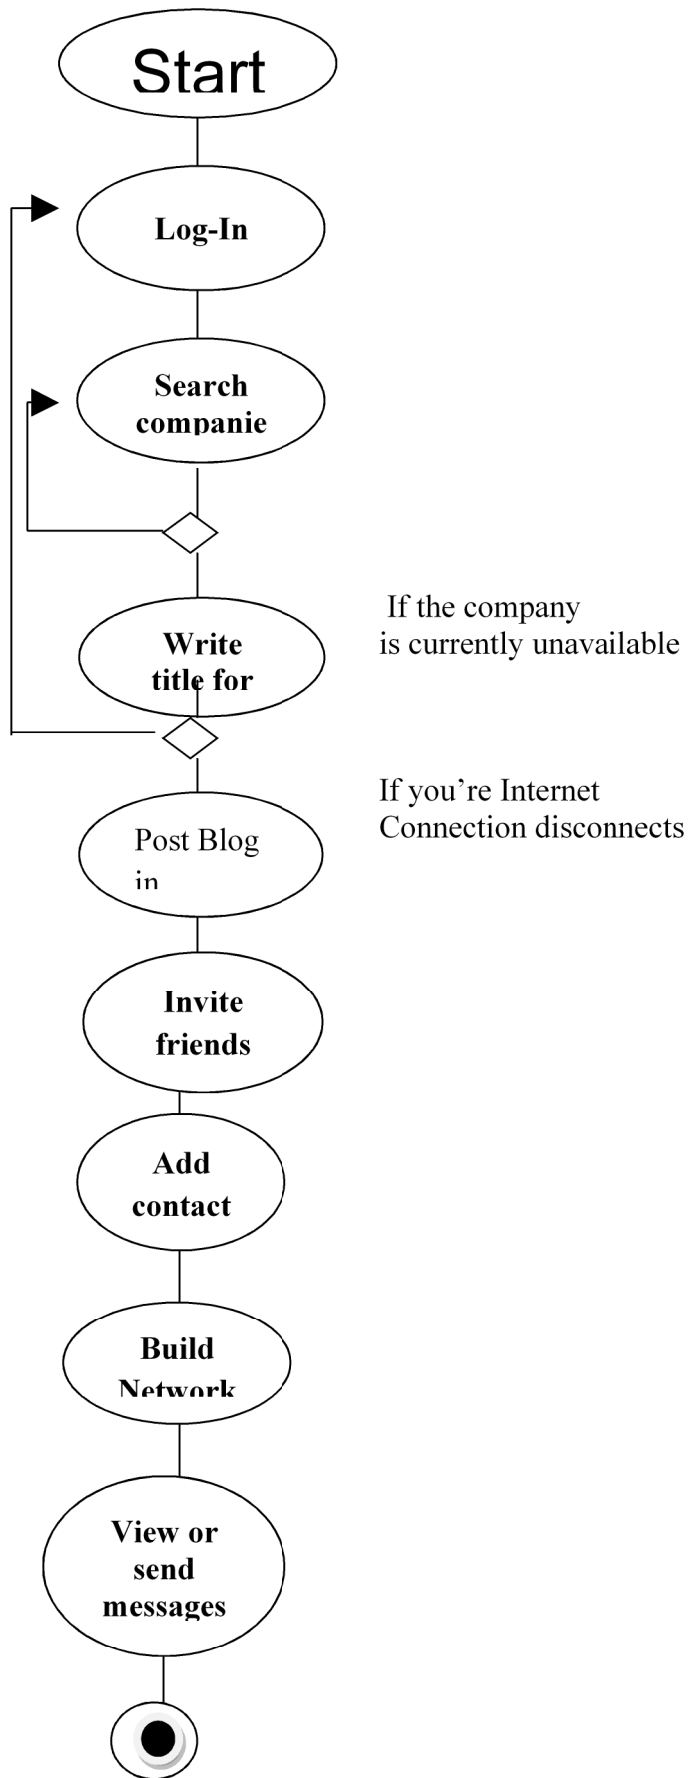 Start
Log-In
Search
companie
If the company
is currently unavailable
Write
title for
If you're Internet
Connection disconnects
Post Blog
in
Invite
friends
Add
contact
Build
Network
View or
send
messages